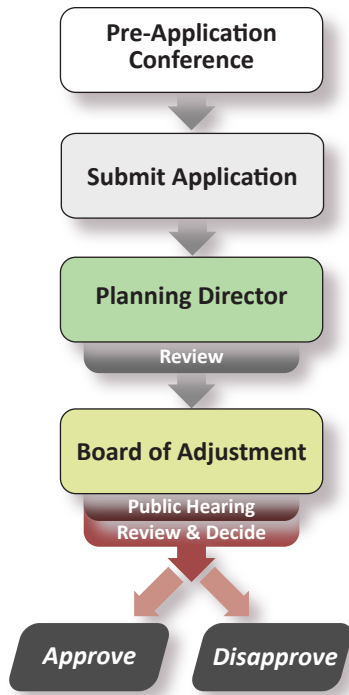 Pre-Application
Conference
Submit Application
Planning Director
Review
Board of Adjustment
Public Hearing
Review & Decide
Approve
Disapprove